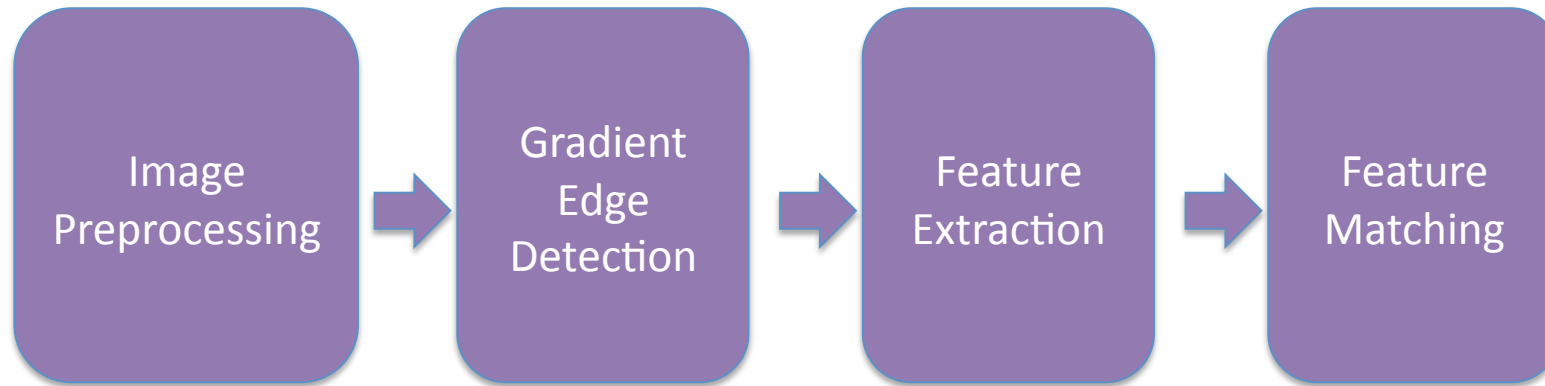 Image
Preprocessing
Gradient
Edge
Detection
Feature
Extraction
Feature
Matching